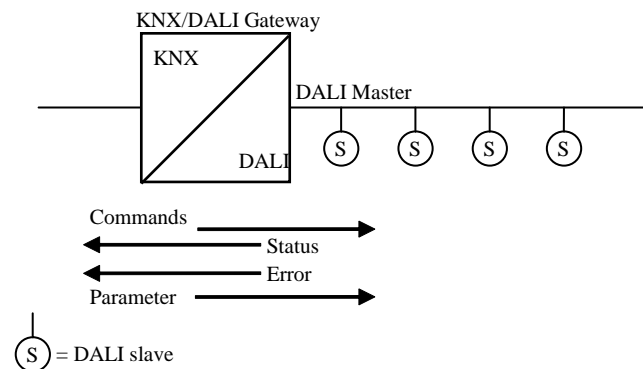 KNX/DALI Gateway
KNX
DALI Master
DALI
S S S S
Commands
Status
Error
Parameter
S = DALI slave